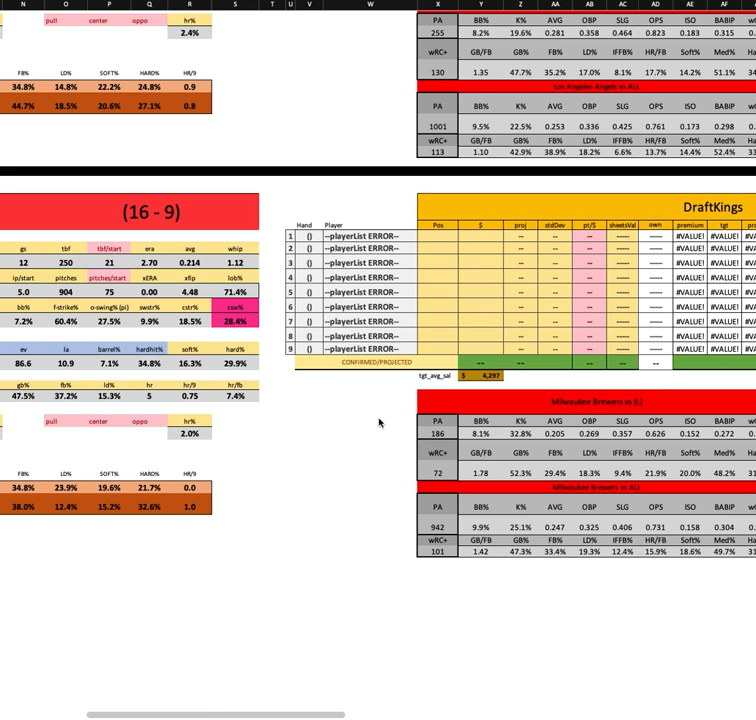 N O P Q R S T U V W X Y Z AA AB AC AD AE AF A
pull center oppo hr% PA BB% K% AVG OBP SLG OPS ISO BABIP
2.4% 255 8.2% 19.6% 0.281 0.358 0.464 0.823 0.183 0.315
wRC+ GB/FB GB% FB% LD% IFFB% HR/FB Soft% Med% Ha
FB% LD% SOFT% HARD% HR/9 130 1.35 47.7% 35.2% 17.0% 8.1% 17.7% 14.2% 51.1% 34
34.8% 14.8% 22.2% 24.8% 0.9 Los Angeles Angels vs ALL
44.7% 18.5% 20.6% 27.1% 0.8 PA BB% K% AVG OBP SLG OPS ISO BABIP
1001 9.5% 22.5% 0.253 0.336 0.425 0.761 0.173 0.298
wRC+ GB/FB GB% FB% LD% IFFB% HR/FB Soft% Med% Ha
113 1.10 42.9% 38.9% 18.2% 6.6% 13.7% 14.4% 52.4% 33
(16 - 9) DraftKings
Hand Player Pos $ proj stdDev pt/$ sheetsVal own premium tgt
1 () --playerList ERROR-- -- -- -- ----- ----- #VALUE! #VALUE! #VA
gs tbf tbf/start era avg whip 2 () --playerList ERROR-- -- -- -- ----- ----- #VALUE! #VALUE! #VA
12 250 21 2.70 0.214 1.12 3 () --playerList ERROR-- -- -- -- ----- ----- #VALUE! #VALUE! #VA
ip/start pitches pitches/start xERA xfip lob% 4 () --playerList ERROR-- -- -- -- ----- ----- #VALUE! #VALUE! #VA
5.0 904 75 0.00 4.48 71.4% 5 () --playerList ERROR-- -- -- -- ----- ----- #VALUE! #VALUE! #VA
bb% f-strike% o-swing% (pi) swstr% cstr% csw% 6 () --playerList ERROR-- -- -- -- ----- ----- #VALUE! #VALUE! #VA
7.2% 60.4% 27.5% 9.9% 18.5% 28.4% 7 () --playerList ERROR-- -- -- -- ----- ----- #VALUE! #VALUE! #VA
8 () --playerList ERROR-- -- -- -- ----- ----- #VALUE! #VALUE! #VA
ev la barrel% hardhit% soft% hard% 9 () --playerList ERROR-- -- -- -- ----- ----- #VALUE! #VALUE! #VA
86.6 10.9 7.1% 34.8% 16.3% 29.9% CONFIRMED/PROJECTED -- -- -- -- --
tgt_avg_sal $ 4,297
gb% fb% ld% hr hr/9 hr/fb
47.5% 37.2% 15.3% 5 0.75 7.4% Milwaukee Brewers vs (L)
pull center oppo hr% PA BB% K% AVG OBP SLG OPS ISO BABIP
2.0% 186 8.1% 32.8% 0.205 0.269 0.357 0.626 0.152 0.272
wRC+ GB/FB GB% FB% LD% IFFB% HR/FB Soft% Med% Ha
FB% LD% SOFT% HARD% HR/9 72 1.78 52.3% 29.4% 18.3% 9.4% 21.9% 20.0% 48.2% 31
34.8% 23.9% 19.6% 21.7% 0.0 Milwaukee Brewers vs ALL
38.0% 12.4% 15.2% 32.6% 1.0 PA BB% K% AVG OBP SLG OPS ISO BABIP
942 9.9% 25.1% 0.247 0.325 0.406 0.731 0.158 0.304
wRC+ GB/FB GB% FB% LD% IFFB% HR/FB Soft% Med% Ha
101 1.42 47.3% 33.4% 19.3% 12.4% 15.9% 18.6% 49.7% 31